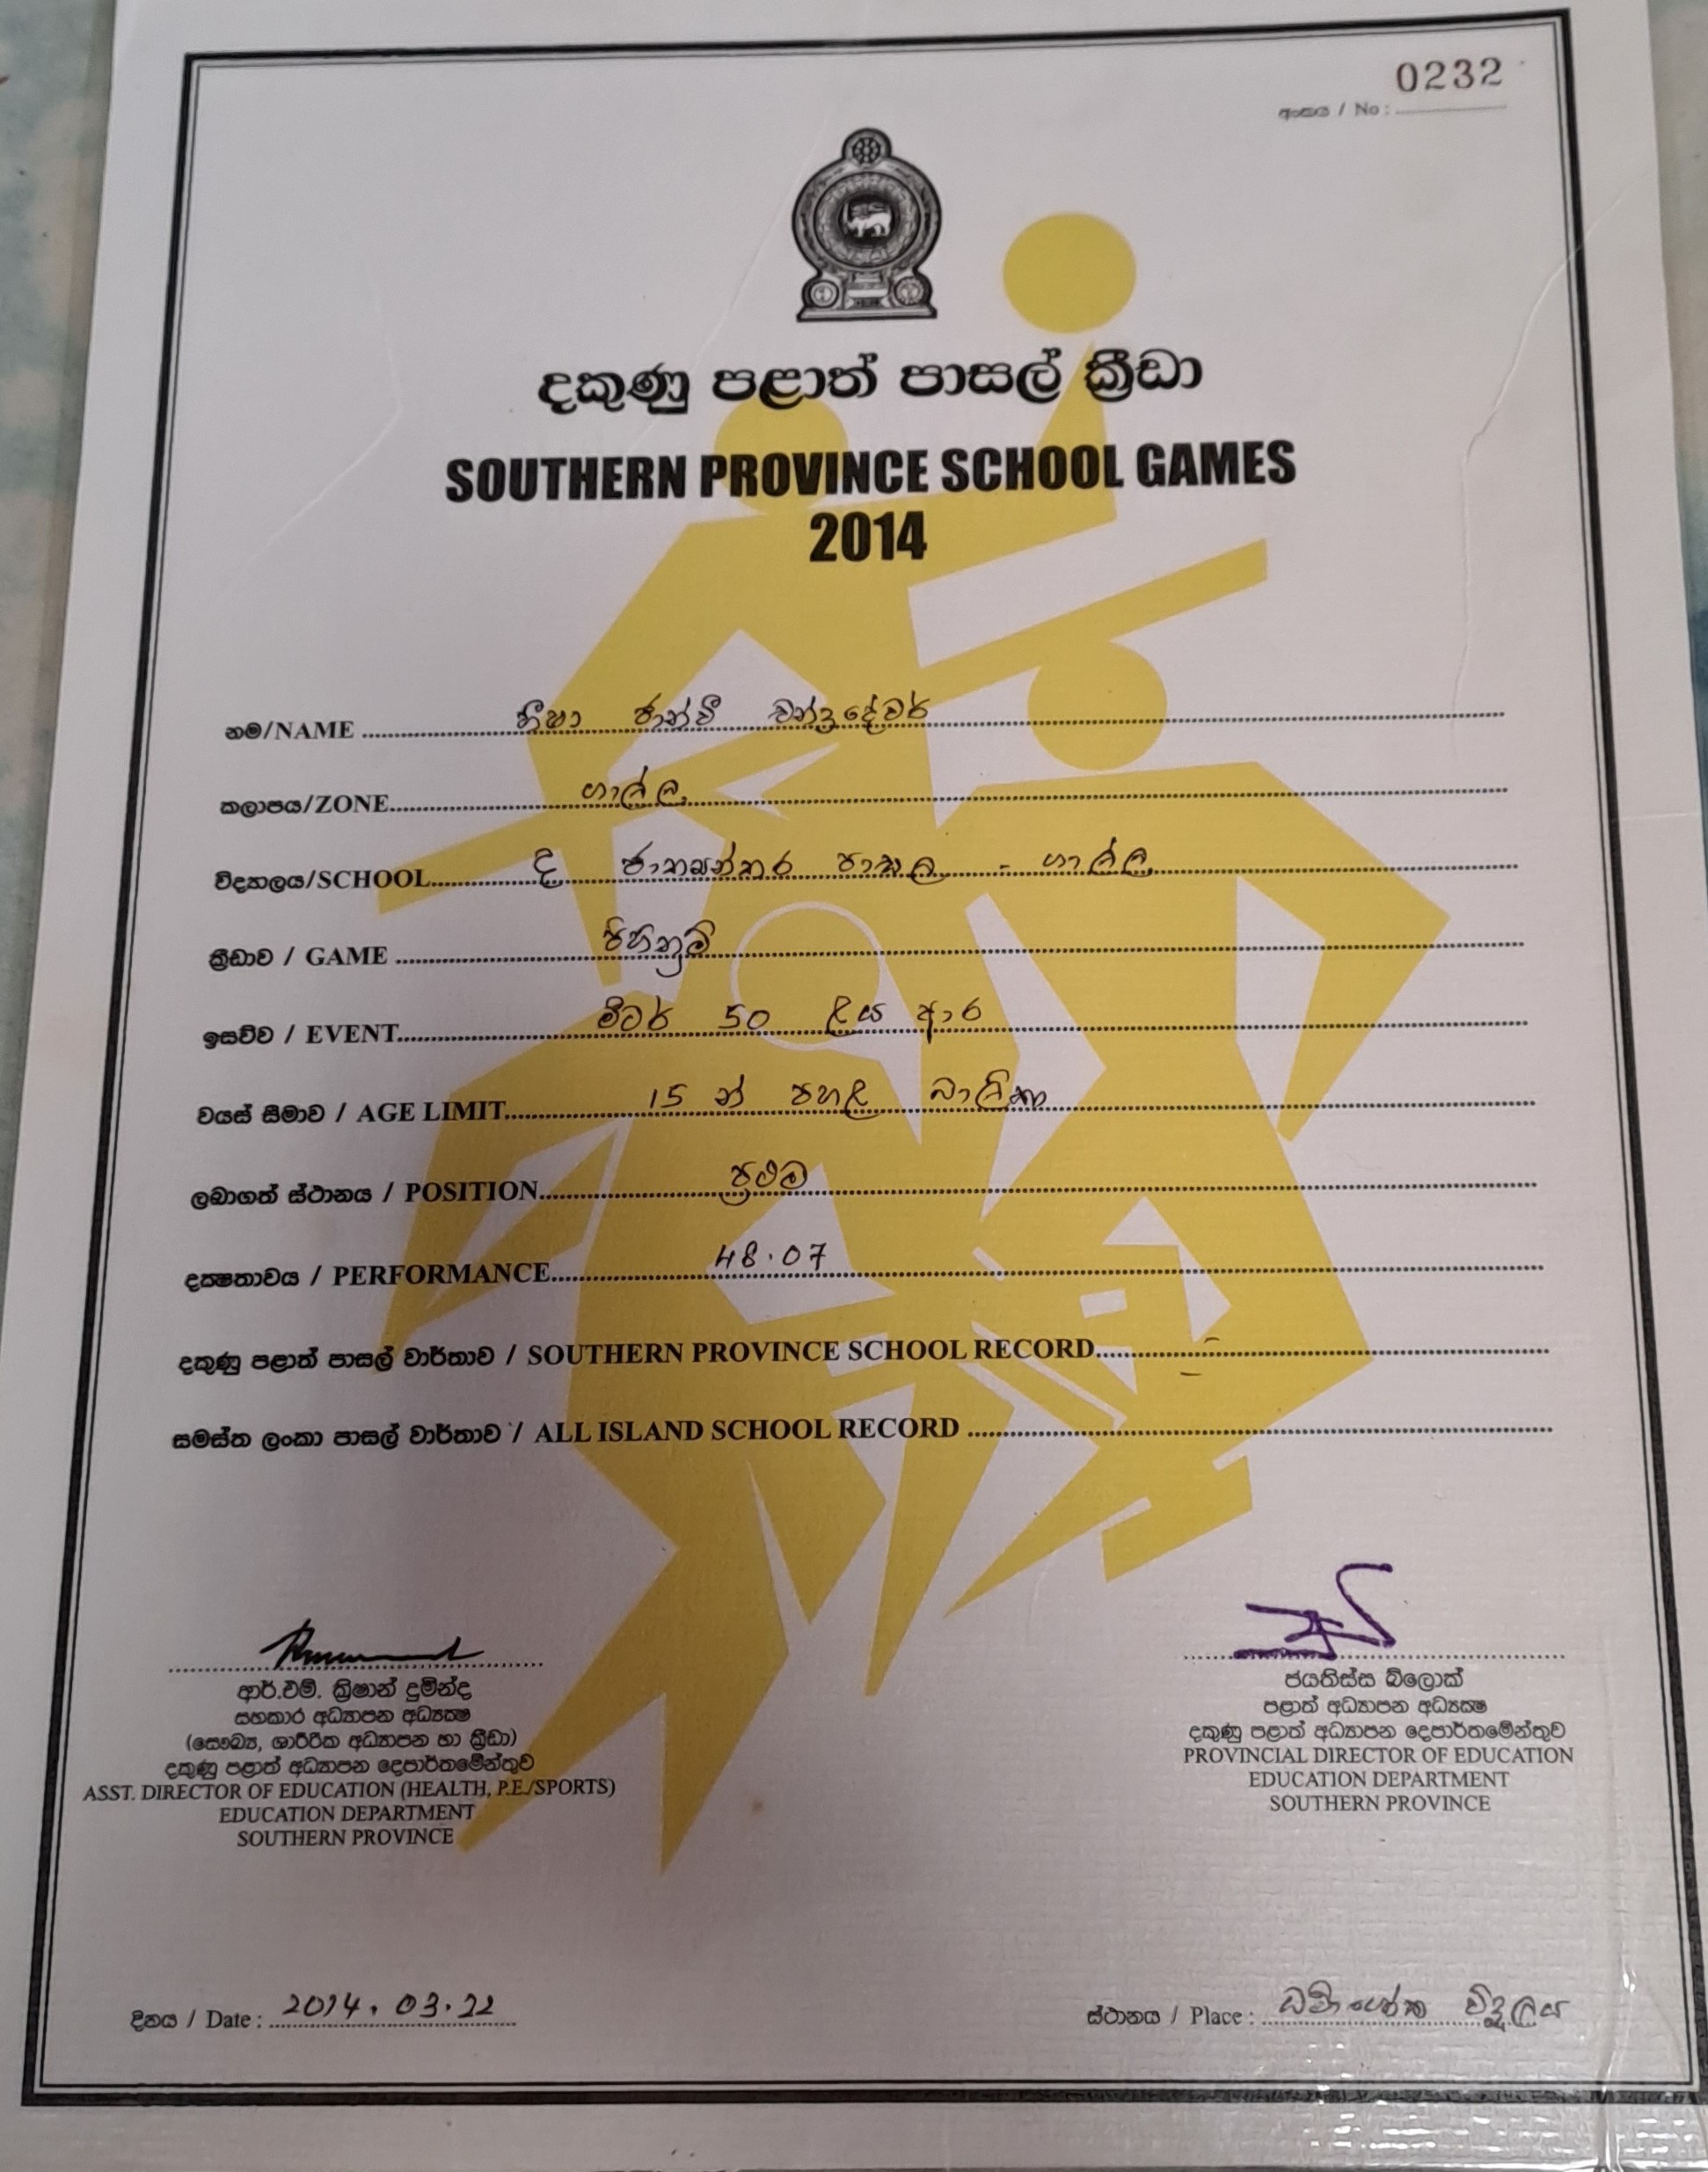 0232
අංකය / No : ....................
දකුණු පළාත් පාසල් ක්‍රීඩා
SOUTHERN PROVINCE SCHOOL GAMES
2014
නම/NAME .................... හීෂා ජාන්වී චන්ද්‍රදේවර්
කලාපය/ZONE.................... ගාල්ල
විද්‍යාලය/SCHOOL.................... ද ජාත්‍යන්තර පාසල - ගාල්ල
ක්‍රීඩාව / GAME .................... පිහිනුම්
ඉසව්ව / EVENT.................... මීටර් 50 ළය ආර
වයස් සීමාව / AGE LIMIT.................... 15 න් පහළ බාලිකා
ලබාගත් ස්ථානය / POSITION.................... ප්‍රථම
දක්ෂතාවය / PERFORMANCE.................... 48.07
දකුණු පළාත් පාසල් වාර්තාව / SOUTHERN PROVINCE SCHOOL RECORD....................
සමස්ත ලංකා පාසල් වාර්තාව / ALL ISLAND SCHOOL RECORD ....................
ආර්.එම්. ක්‍රිෂාන් දුමින්ද
සහකාර අධ්‍යාපන අධ්‍යක්ෂ
(සෞඛ්‍ය, ශාරීරික අධ්‍යාපන හා ක්‍රීඩා)
දකුණු පළාත් අධ්‍යාපන දෙපාර්තමේන්තුව
ASST. DIRECTOR OF EDUCATION (HEALTH, P.E./SPORTS)
EDUCATION DEPARTMENT
SOUTHERN PROVINCE
ජයතිස්ස බ්ලොක්
පළාත් අධ්‍යාපන අධ්‍යක්ෂ
දකුණු පළාත් අධ්‍යාපන දෙපාර්තමේන්තුව
PROVINCIAL DIRECTOR OF EDUCATION
EDUCATION DEPARTMENT
SOUTHERN PROVINCE
දිනය / Date : 2014.03.22
ස්ථානය / Place : ධර්මාශෝක විද්‍යාලය